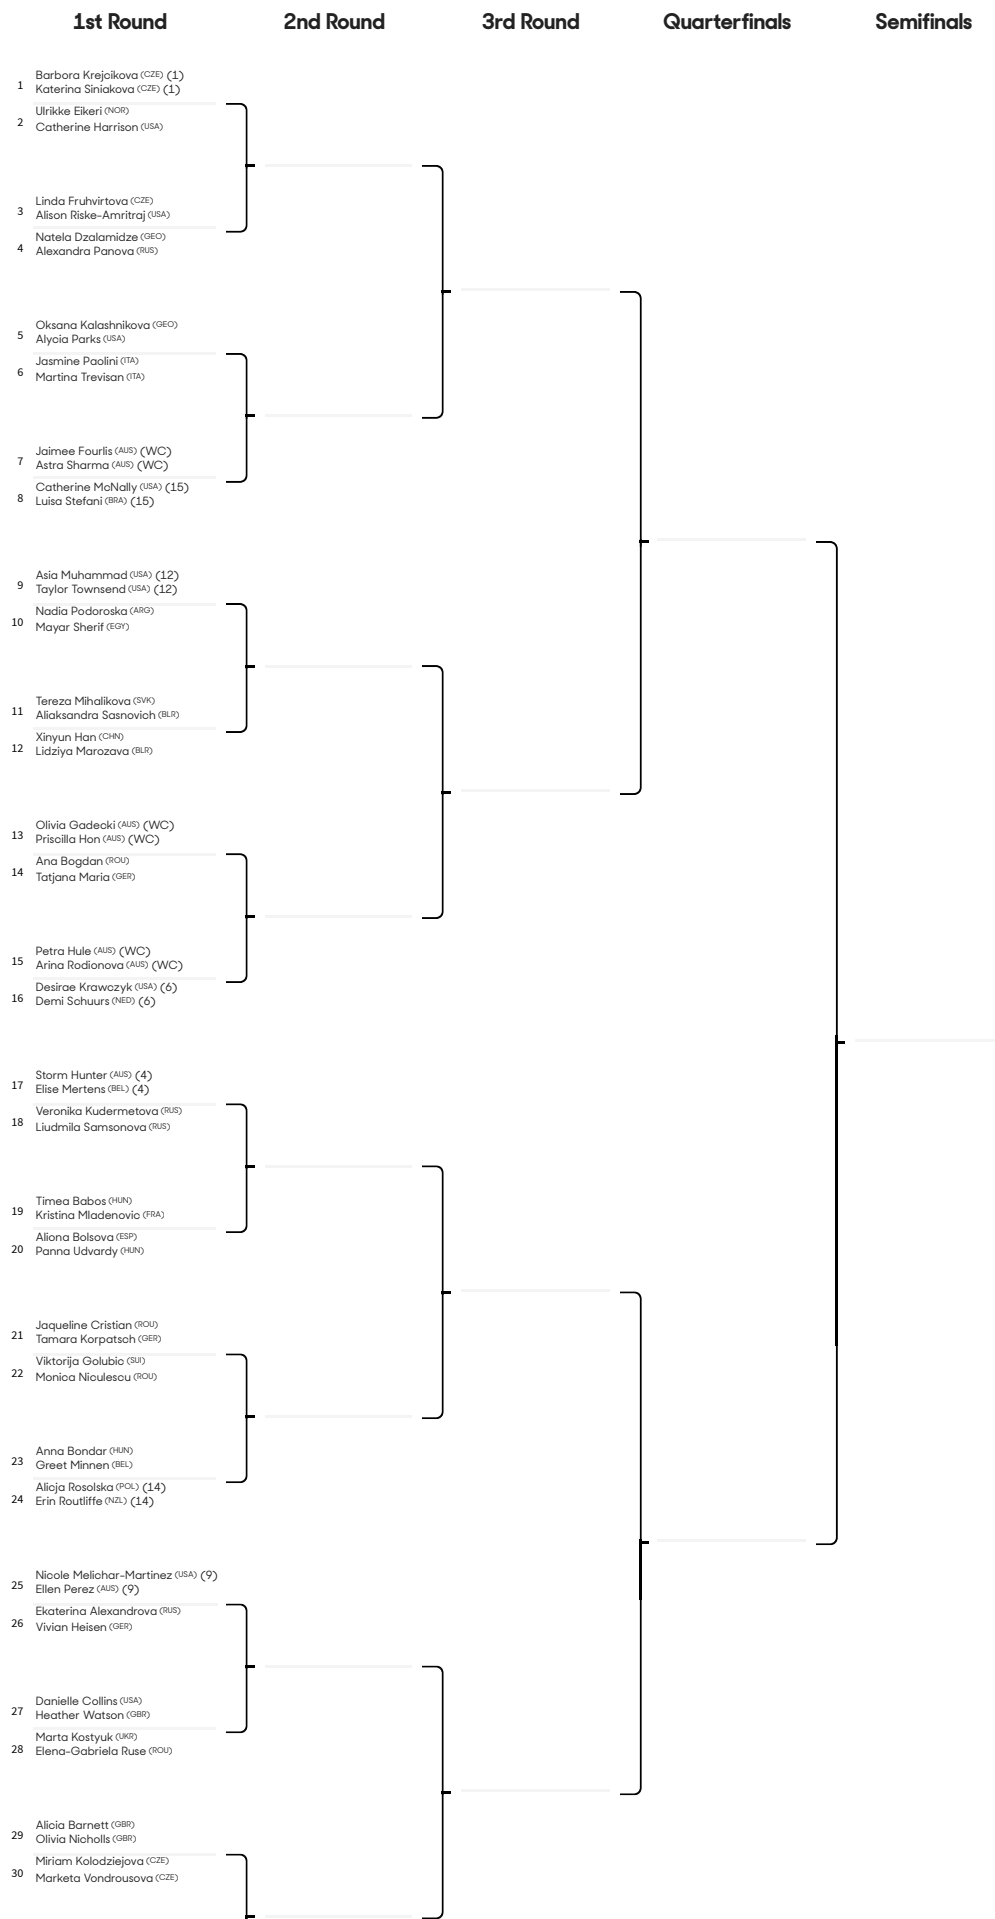 1st Round 2nd Round 3rd Round Quarterfinals Semifinals
Barbora Krejcikova (CZE) (1)
1
Katerina Siniakova (CZE) (1)
Ulrikke Eikeri (NOR)
2
Catherine Harrison (USA)
Linda Fruhvirtova (CZE)
3
Alison Riske-Amritraj (USA)
Natela Dzalamidze (GEO)
4
Alexandra Panova (RUS)
Oksana Kalashnikova (GEO)
5
Alycia Parks (USA)
Jasmine Paolini (ITA)
6
Martina Trevisan (ITA)
Jaimee Fourlis (AUS) (WC)
7
Astra Sharma (AUS) (WC)
Catherine McNally (USA) (15)
8
Luisa Stefani (BRA) (15)
Asia Muhammad (USA) (12)
9
Taylor Townsend (USA) (12)
Nadia Podoroska (ARG)
10
Mayar Sherif (EGY)
Tereza Mihalikova (SVK)
11
Aliaksandra Sasnovich (BLR)
Xinyun Han (CHN)
12
Lidziya Marozava (BLR)
Olivia Gadecki (AUS) (WC)
13
Priscilla Hon (AUS) (WC)
Ana Bogdan (ROU)
14
Tatjana Maria (GER)
Petra Hule (AUS) (WC)
15
Arina Rodionova (AUS) (WC)
Desirae Krawczyk (USA) (6)
16
Demi Schuurs (NED) (6)
Storm Hunter (AUS) (4)
17
Elise Mertens (BEL) (4)
Veronika Kudermetova (RUS)
18
Liudmila Samsonova (RUS)
Timea Babos (HUN)
19
Kristina Mladenovic (FRA)
Aliona Bolsova (ESP)
20
Panna Udvardy (HUN)
Jaqueline Cristian (ROU)
21
Tamara Korpatsch (GER)
Viktorija Golubic (SUI)
22
Monica Niculescu (ROU)
Anna Bondar (HUN)
23
Greet Minnen (BEL)
Alicja Rosolska (POL) (14)
24
Erin Routliffe (NZL) (14)
Nicole Melichar-Martinez (USA) (9)
25
Ellen Perez (AUS) (9)
Ekaterina Alexandrova (RUS)
26
Vivian Heisen (GER)
Danielle Collins (USA)
27
Heather Watson (GBR)
Marta Kostyuk (UKR)
28
Elena-Gabriela Ruse (ROU)
Alicia Barnett (GBR)
29
Olivia Nicholls (GBR)
Miriam Kolodziejova (CZE)
30
Marketa Vondrousova (CZE)